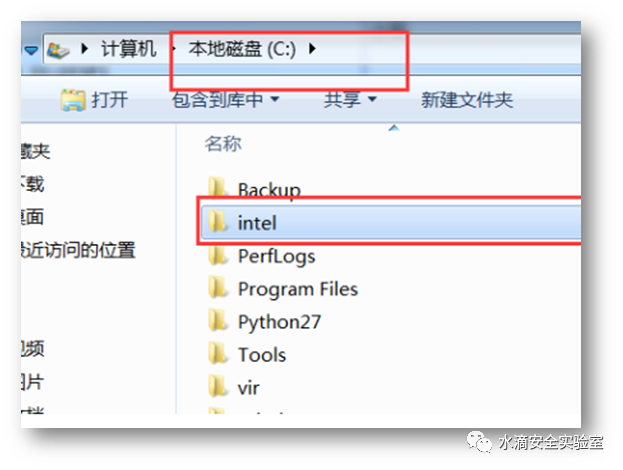 计算机 本地磁盘 (C:)
打开 包含到库中 共享 新建文件夹
名称
藏夹
下载
桌面
最近访问的位置
视频
图片
文档
Backup
intel
PerfLogs
Program Files
Python27
Tools
vir
水滴安全实验室